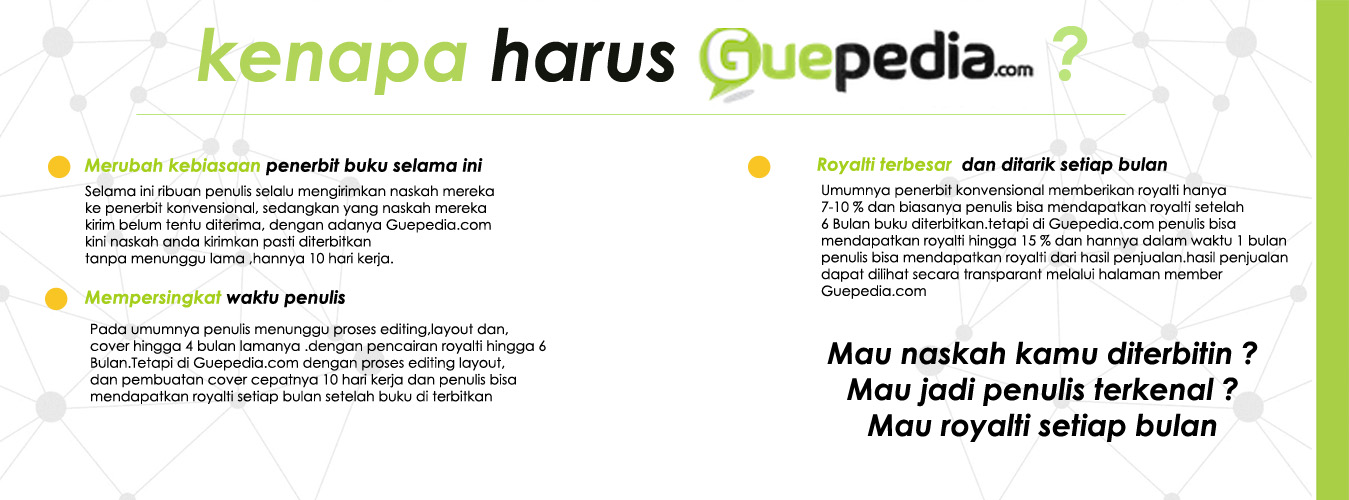 kenapa harus Guepedia.com ?
Merubah kebiasaan penerbit buku selama ini
Selama ini ribuan penulis selalu mengirimkan naskah mereka
ke penerbit konvensional, sedangkan yang naskah mereka
kirim belum tentu diterima, dengan adanya Guepedia.com
kini naskah anda kirimkan pasti diterbitkan
tanpa menunggu lama ,hannya 10 hari kerja.
Mempersingkat waktu penulis
Pada umumnya penulis menunggu proses editing,layout dan,
cover hingga 4 bulan lamanya .dengan pencairan royalti hingga 6
Bulan.Tetapi di Guepedia.com dengan proses editing layout,
dan pembuatan cover cepatnya 10 hari kerja dan penulis bisa
mendapatkan royalti setiap bulan setelah buku di terbitkan
Royalti terbesar dan ditarik setiap bulan
Umumnya penerbit konvensional memberikan royalti hanya
7-10 % dan biasanya penulis bisa mendapatkan royalti setelah
6 Bulan buku diterbitkan.tetapi di Guepedia.com penulis bisa
mendapatkan royalti hingga 15 % dan hannya dalam waktu 1 bulan
penulis bisa mendapatkan royalti dari hasil penjualan.hasil penjualan
dapat dilihat secara transparant melalui halaman member
Guepedia.com
Mau naskah kamu diterbitin ?
Mau jadi penulis terkenal ?
Mau royalti setiap bulan